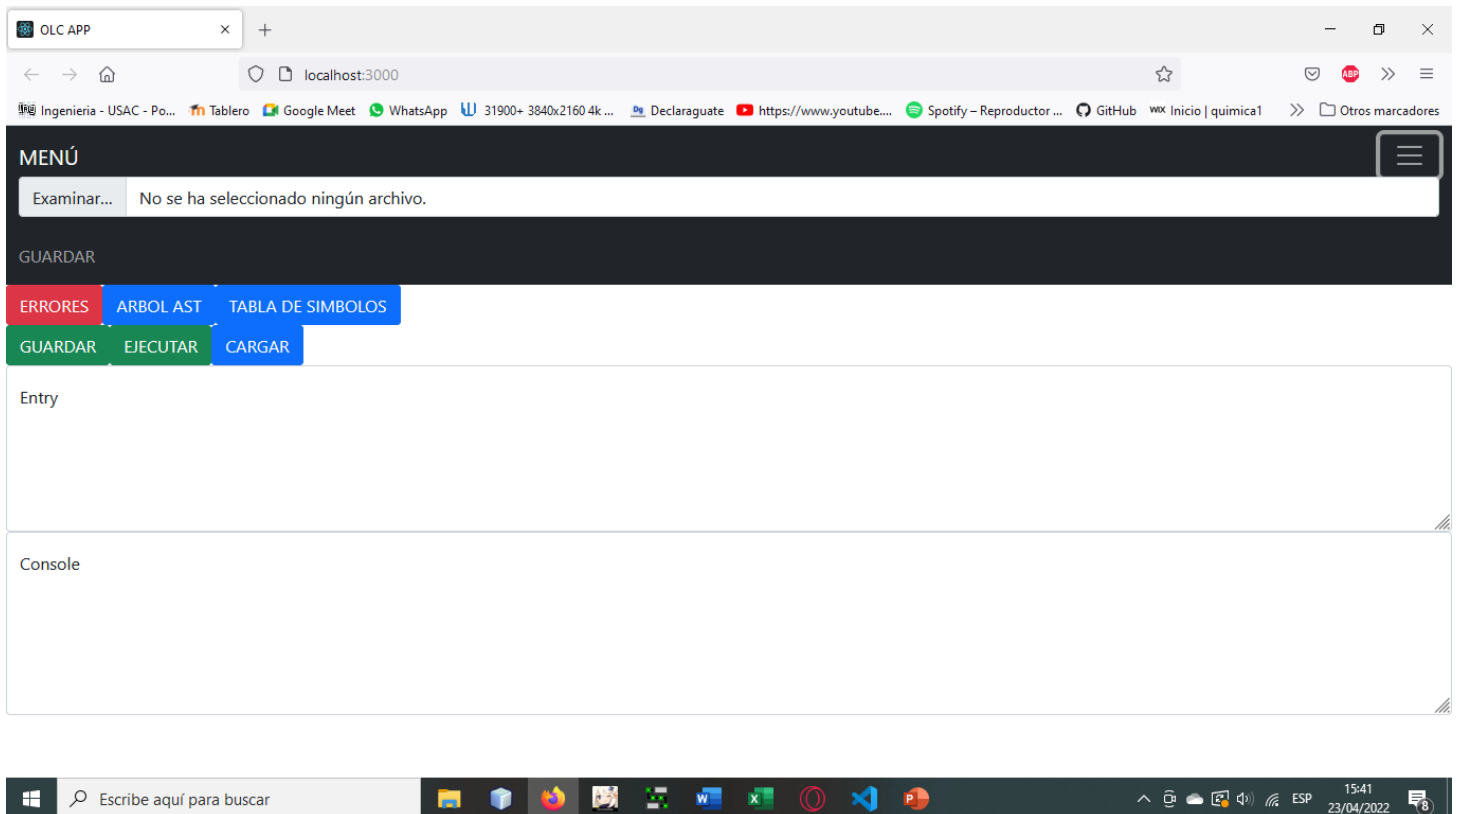 OLC APP
localhost:3000
Ingenieria - USAC - Po... Tablero Google Meet WhatsApp 31900+ 3840x2160 4k ... Declaraguate https://www.youtube.... Spotify – Reproductor ... GitHub WIX Inicio | quimica1 Otros marcadores
MENÚ
Examinar... No se ha seleccionado ningún archivo.
GUARDAR
ERRORES ARBOL AST TABLA DE SIMBOLOS
GUARDAR EJECUTAR CARGAR
Entry
Console
Escribe aquí para buscar
ESP
15:41
23/04/2022
8